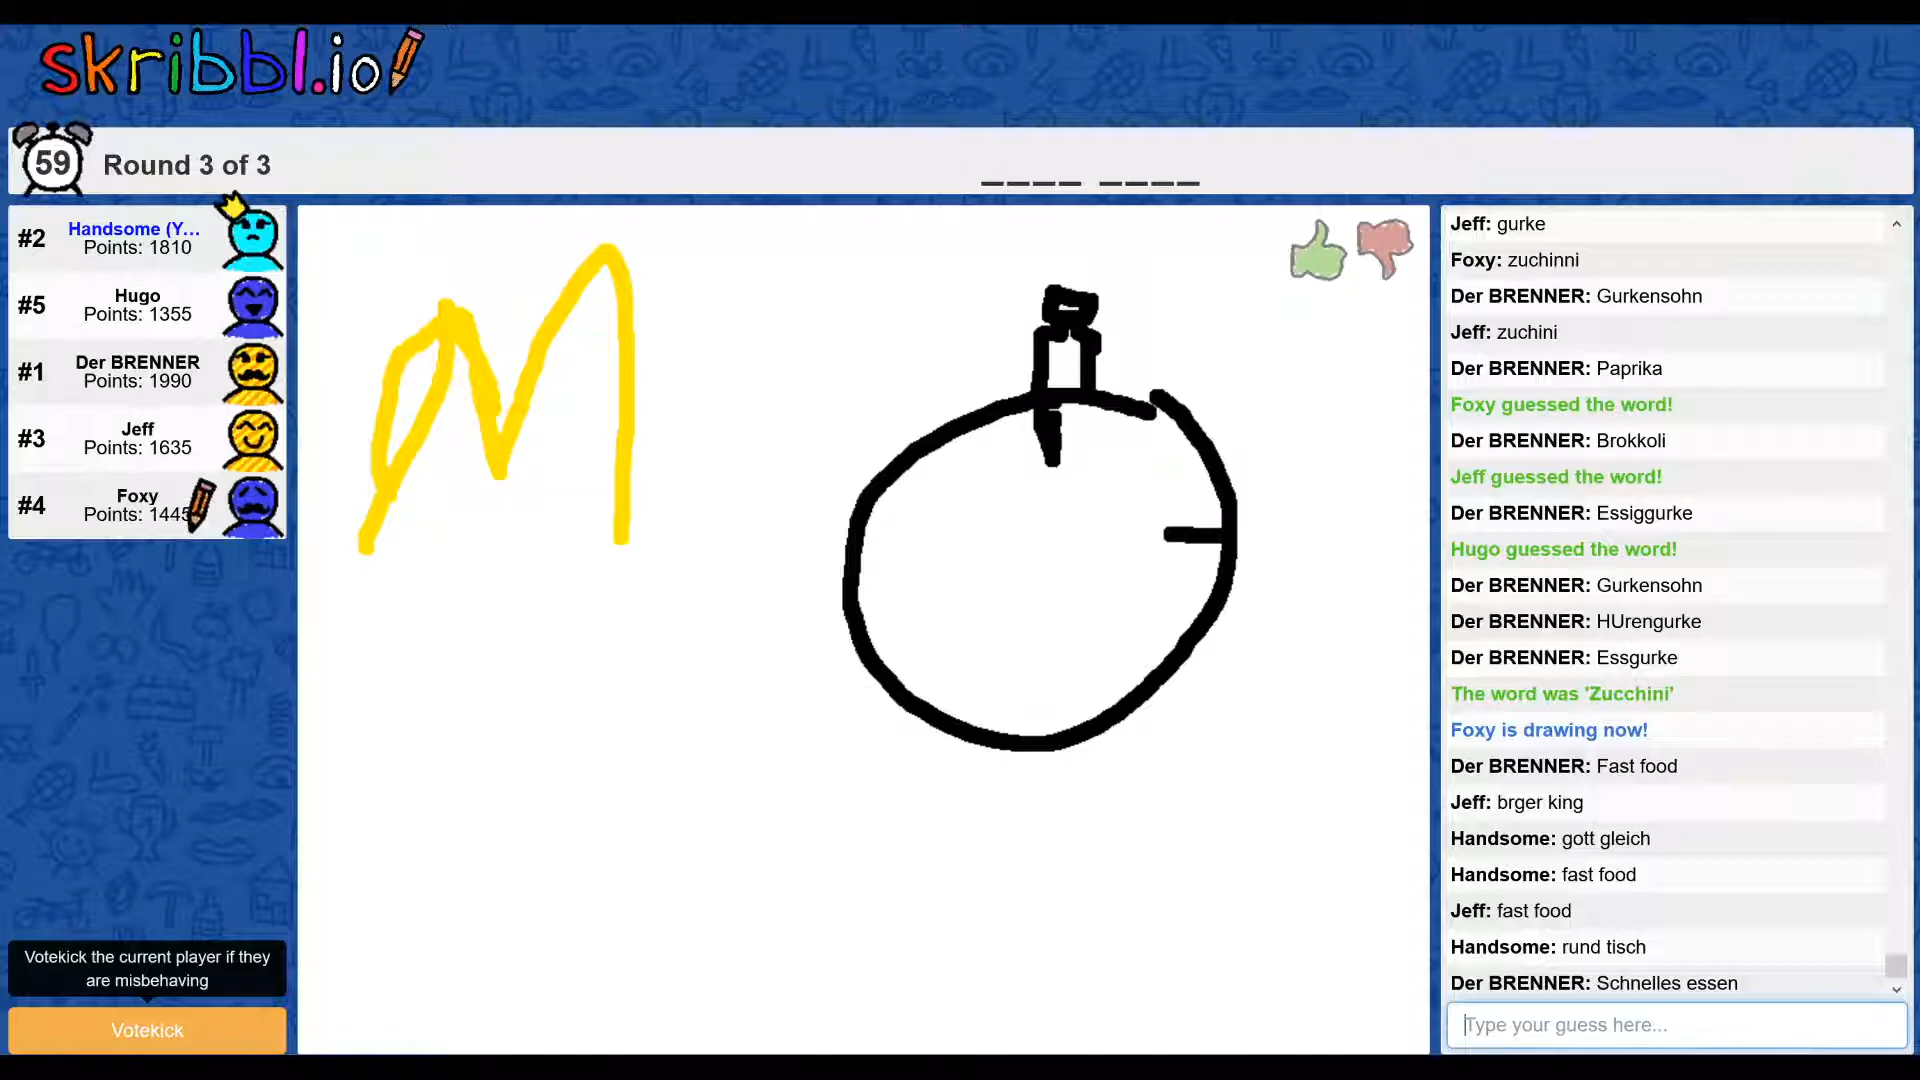 skribbl.io
59
Round 3 of 3
____ ____
#2
Handsome (Y...
Points: 1810
#5
Hugo
Points: 1355
#1
Der BRENNER
Points: 1990
#3
Jeff
Points: 1635
#4
Foxy
Points: 1445
Votekick the current player if they
are misbehaving
Votekick
M
Jeff: gurke
Foxy: zuchinni
Der BRENNER: Gurkensohn
Jeff: zuchini
Der BRENNER: Paprika
Foxy guessed the word!
Der BRENNER: Brokkoli
Jeff guessed the word!
Der BRENNER: Essiggurke
Hugo guessed the word!
Der BRENNER: Gurkensohn
Der BRENNER: HUrengurke
Der BRENNER: Essgurke
The word was 'Zucchini'
Foxy is drawing now!
Der BRENNER: Fast food
Jeff: brger king
Handsome: gott gleich
Handsome: fast food
Jeff: fast food
Handsome: rund tisch
Der BRENNER: Schnelles essen
Type your guess here...